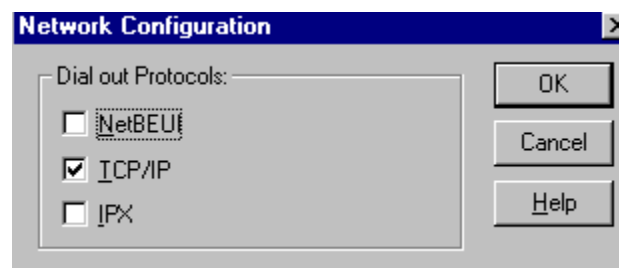 Network Configuration
Dial out Protocols:
NetBEUI
TCP/IP
IPX
OK
Cancel
Help